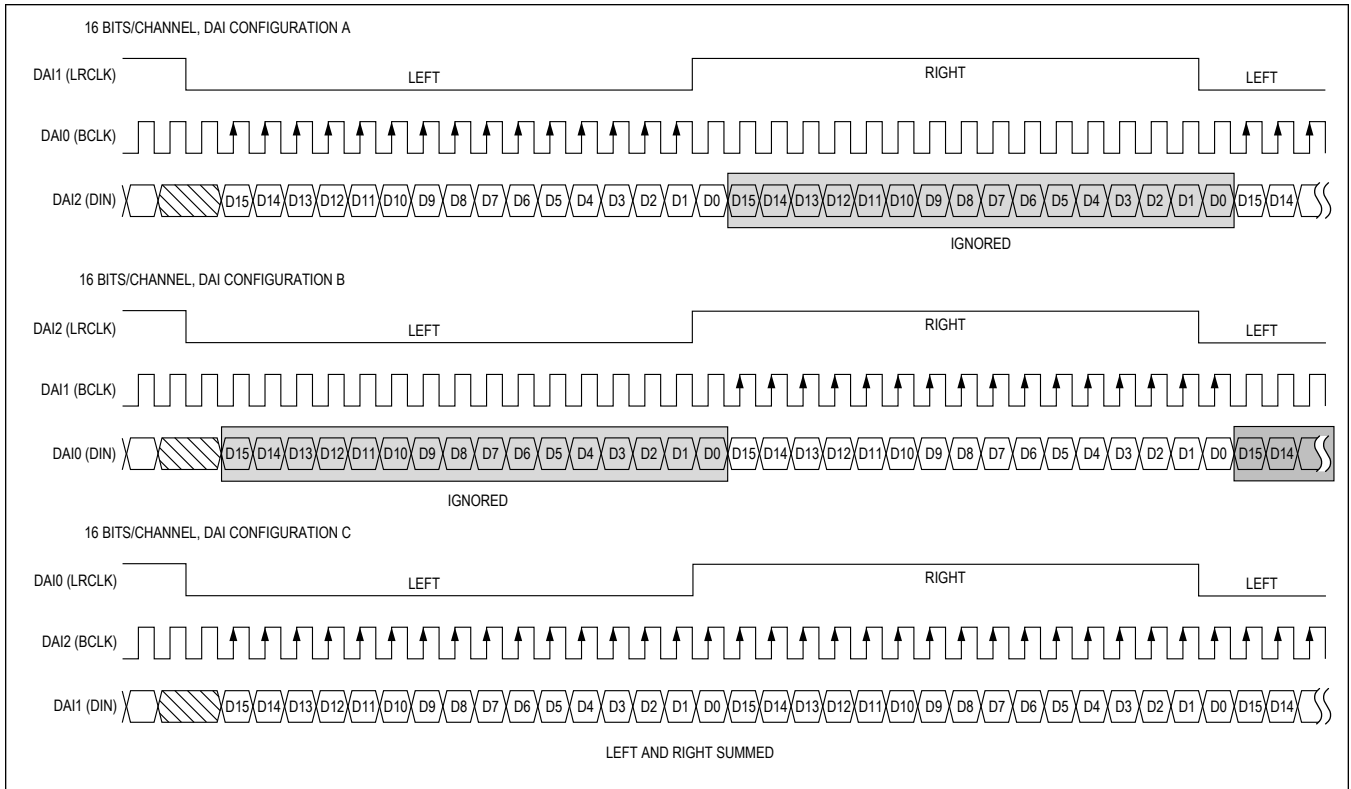 16 BITS/CHANNEL, DAI CONFIGURATION A
DAI1 (LRCLK) LEFT RIGHT LEFT
DAI0 (BCLK)
DAI2 (DIN) D15 D14 D13 D12 D11 D10 D9 D8 D7 D6 D5 D4 D3 D2 D1 D0 D15 D14 D13 D12 D11 D10 D9 D8 D7 D6 D5 D4 D3 D2 D1 D0 D15 D14
IGNORED
16 BITS/CHANNEL, DAI CONFIGURATION B
DAI2 (LRCLK) LEFT RIGHT LEFT
DAI1 (BCLK)
DAI0 (DIN) D15 D14 D13 D12 D11 D10 D9 D8 D7 D6 D5 D4 D3 D2 D1 D0 D15 D14 D13 D12 D11 D10 D9 D8 D7 D6 D5 D4 D3 D2 D1 D0 D15 D14
IGNORED
16 BITS/CHANNEL, DAI CONFIGURATION C
DAI0 (LRCLK) LEFT RIGHT LEFT
DAI2 (BCLK)
DAI1 (DIN) D15 D14 D13 D12 D11 D10 D9 D8 D7 D6 D5 D4 D3 D2 D1 D0 D15 D14 D13 D12 D11 D10 D9 D8 D7 D6 D5 D4 D3 D2 D1 D0 D15 D14
LEFT AND RIGHT SUMMED